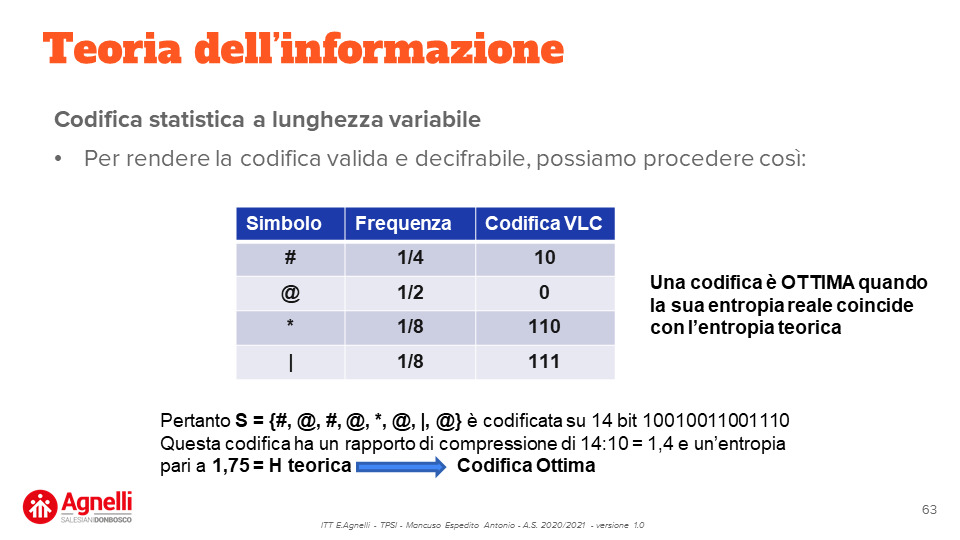 Teoria dell'informazione
Codifica statistica a lunghezza variabile
• Per rendere la codifica valida e decifrabile, possiamo procedere così:
Simbolo Frequenza Codifica VLC
# 1/4 10
@ 1/2 0
* 1/8 110
| 1/8 111
Una codifica è OTTIMA quando
la sua entropia reale coincide
con l'entropia teorica
Pertanto S = {#, @, #, @, *, @, |, @} è codificata su 14 bit 10010011001110
Questa codifica ha un rapporto di compressione di 14:10 = 1,4 e un'entropia
pari a 1,75 = H teorica Codifica Ottima
Agnelli
SALESIANI DONBOSCO
63
ITT E.Agnelli - TPSI - Mancuso Espedito Antonio - A.S. 2020/2021 - versione 1.0